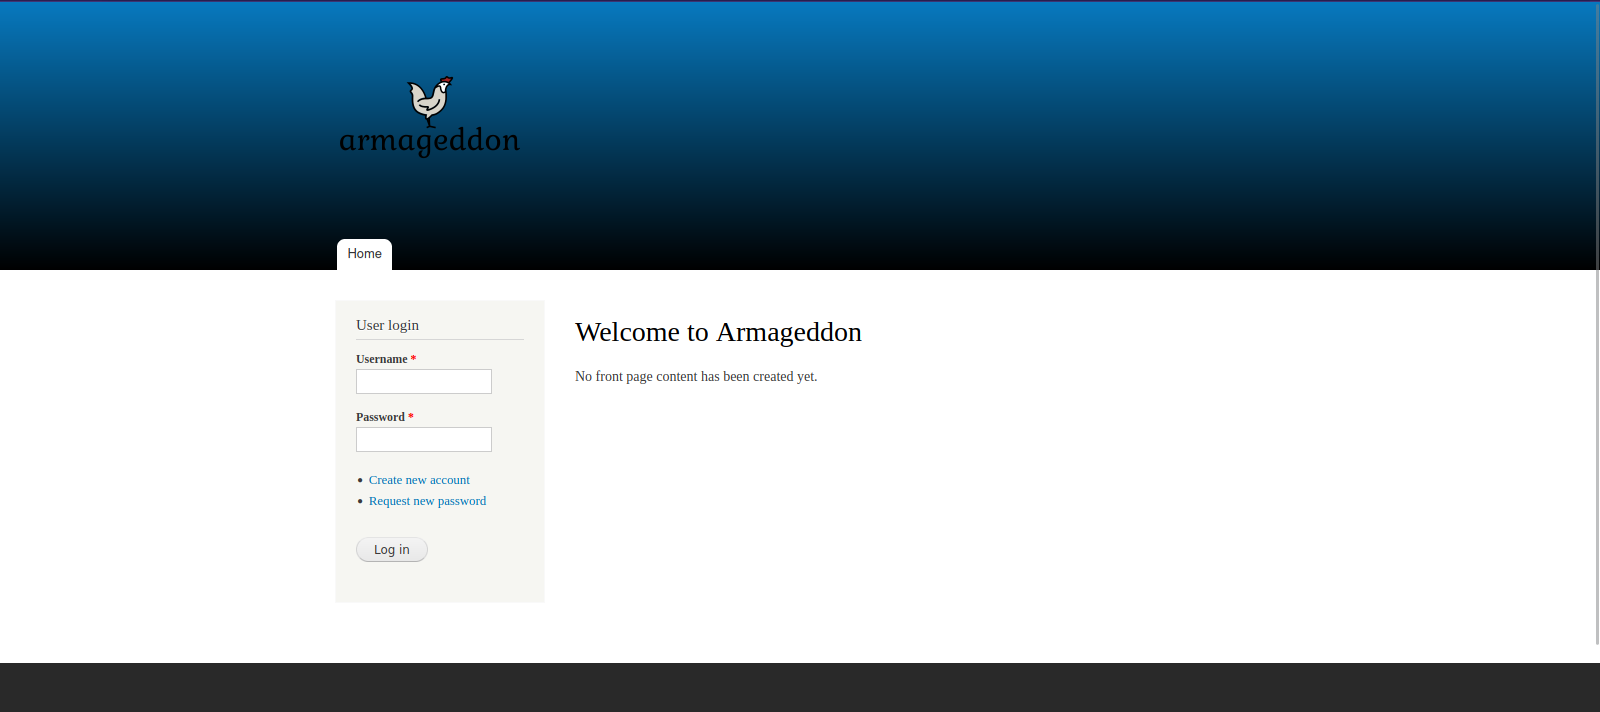 armageddon
Home
User login
Username *
Password *
Create new account
Request new password
Log in
Welcome to Armageddon
No front page content has been created yet.